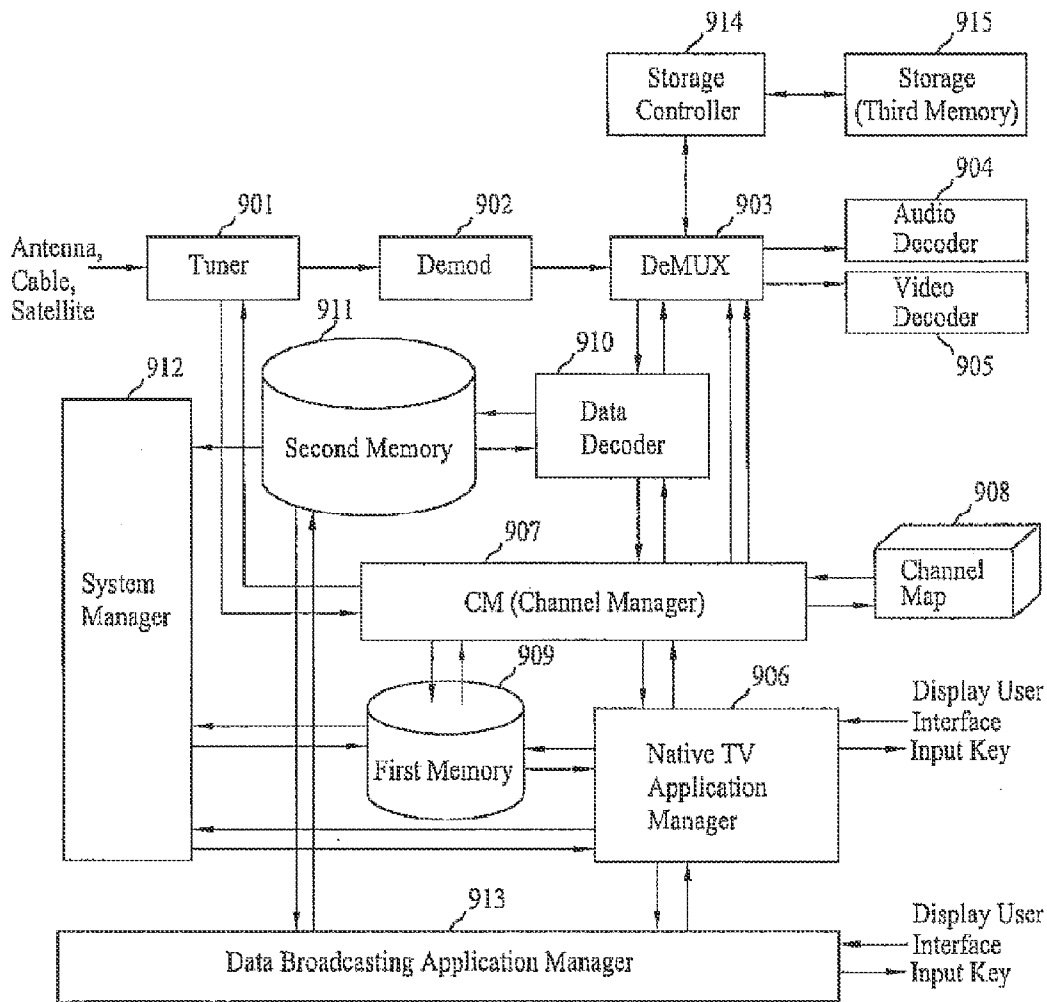 914
915
Storage
Controller
Storage
(Third Memory)
904
901
902
903
Audio
Decoder
Antenna,
Cable,
Satellite
Tuner
Demod
DeMUX
Video
Decoder
905
911
910
912
Second Memory
Data
Decoder
908
907
System
Manager
CM (Channel Manager)
Channel
Map
909
906
Display User
Interface
Input Key
First Memory
Native TV
Application
Manager
913
Data Broadcasting Application Manager
Display User
Interface
Input Key